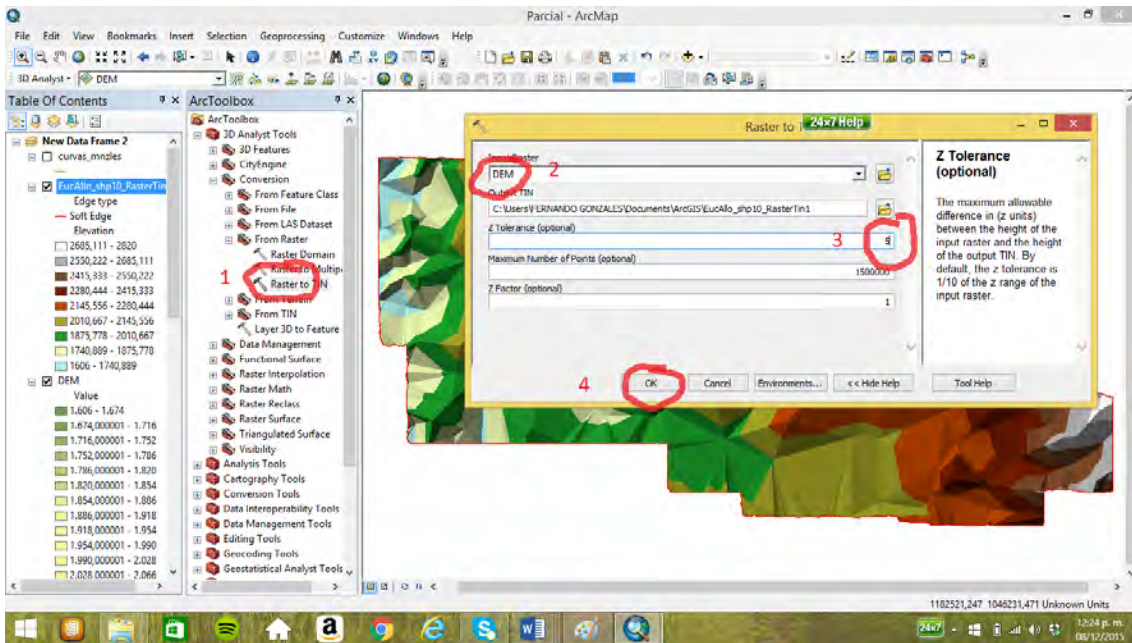 Parcial - ArcMap
File Edit View Bookmarks Insert Selection Geoprocessing Customize Windows Help
3D Analyst DEM
Table Of Contents
New Data Frame 2
curvas_mnzles
EucAllo_shp10_RasterTin
Edge type
Soft Edge
Elevation
2685,111 - 2820
2550,222 - 2685,111
2415,333 - 2550,222
2280,444 - 2415,333
2145,556 - 2280,444
2010,667 - 2145,556
1875,778 - 2010,667
1740,889 - 1875,778
1606 - 1740,889
DEM
Value
1.606 - 1.674
1.674,000001 - 1.716
1.716,000001 - 1.752
1.752,000001 - 1.786
1.786,000001 - 1.820
1.820,000001 - 1.854
1.854,000001 - 1.886
1.886,000001 - 1.918
1.918,000001 - 1.954
1.954,000001 - 1.990
1.990,000001 - 2.028
2.028,000001 - 2.066
ArcToolbox
ArcToolbox
3D Analyst Tools
3D Features
CityEngine
Conversion
From Feature Class
From File
From LAS Dataset
From Raster
Raster Domain
Raster to Multip
1
Raster to TIN
From Terrain
From TIN
Layer 3D to Feature
Data Management
Functional Surface
Raster Interpolation
Raster Math
Raster Reclass
Raster Surface
Triangulated Surface
Visibility
Analysis Tools
Cartography Tools
Conversion Tools
Data Interoperability Tools
Data Management Tools
Editing Tools
Geocoding Tools
Geostatistical Analyst Tools
Raster to
24x7 Help
Input Raster
DEM
2
Output TIN
C:\Users\FERNANDO GONZALES\Documents\ArcGIS\EucAllo_shp10_RasterTin1
Z Tolerance (optional)
3
5
Maximum Number of Points (optional)
1500000
Z Factor (optional)
1
4
OK Cancel Environments... << Hide Help Tool Help
Z Tolerance
(optional)
The maximum allowable
difference in (z units)
between the height of the
input raster and the height
of the output TIN. By
default, the z tolerance is
1/10 of the z range of the
input raster.
1182521,247 1046231,471 Unknown Units
24x7
12:24 p. m.
08/12/2015